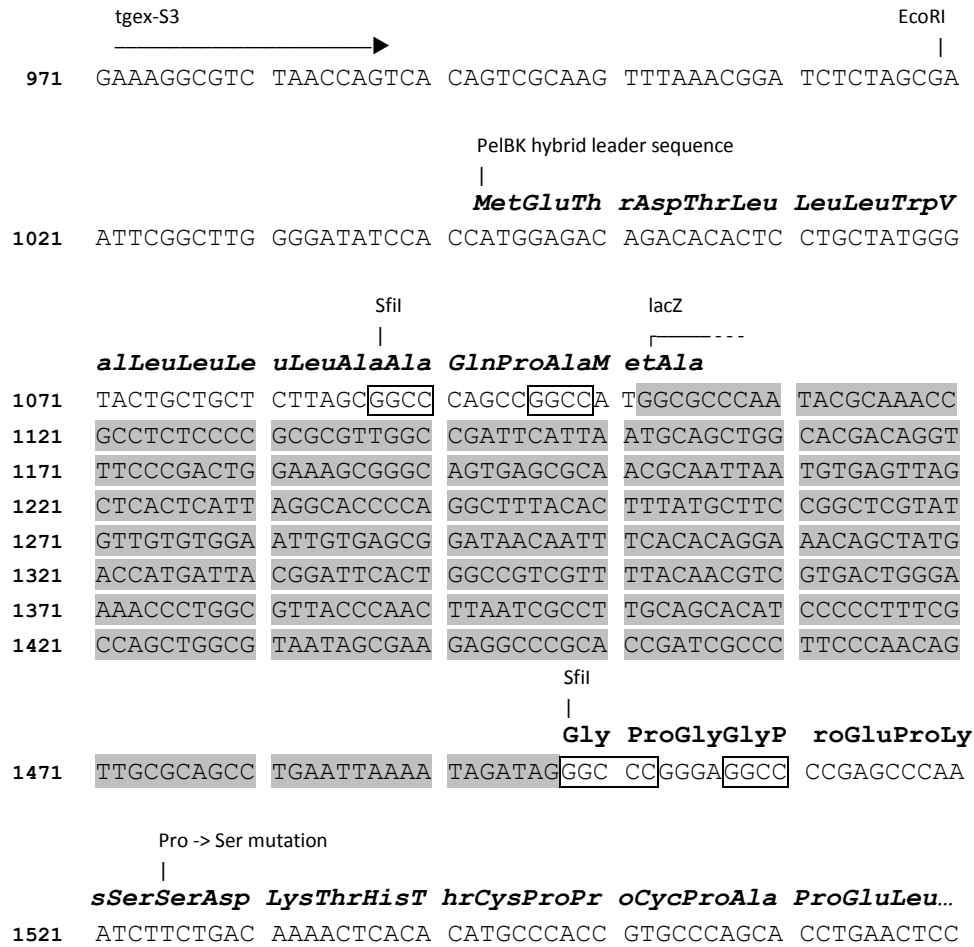 tgex-S3 EcoRI
971 GAAAGGCGTC TAACCAGTCA CAGTCGCAAG TTTAAACGGA TCTCTAGCGA
PelBK hybrid leader sequence
MetGluTh rAspThrLeu LeuLeuTrpV
1021 ATTCGGCTTG GGGATATCCA CCATGGAGAC AGACACACTC CTGCTATGGG
SfiI lacZ
alLeuLeuLe uLeuAlaAla GlnProAlaM etAla
1071 TACTGCTGCT CTTAGCGGCC CAGCCGGCCA TGGCGCCCAA TACGCAAACC
1121 GCCTCTCCCC GCGCGTTGGC CGATTCATTA ATGCAGCTGG CACGACAGGT
1171 TTCCCGACTG GAAAGCGGGC AGTGAGCGCA ACGCAATTAA TGTGAGTTAG
1221 CTCACTCATT AGGCACCCCA GGCTTTACAC TTTATGCTTC CGGCTCGTAT
1271 GTTGTGTGGA ATTGTGAGCG GATAACAATT TCACACAGGA AACAGCTATG
1321 ACCATGATTA CGGATTCACT GGCCGTCGTT TTACAACGTC GTGACTGGGA
1371 AAACCCTGGC GTTACCCAAC TTAATCGCCT TGCAGCACAT CCCCCTTTCG
1421 CCAGCTGGCG TAATAGCGAA GAGGCCCGCA CCGATCGCCC TTCCCAACAG
SfiI
Gly ProGlyGlyP roGluProLy
1471 TTGCGCAGCC TGAATTAAAA TAGATAGGGC CCGGGAGGCC CCGAGCCCAA
Pro -> Ser mutation
sSerSerAsp LysThrHisT hrCysProPr oCycProAla ProGluLeu…
1521 ATCTTCTGAC AAAACTCACA CATGCCCACC GTGCCCAGCA CCTGAACTCC